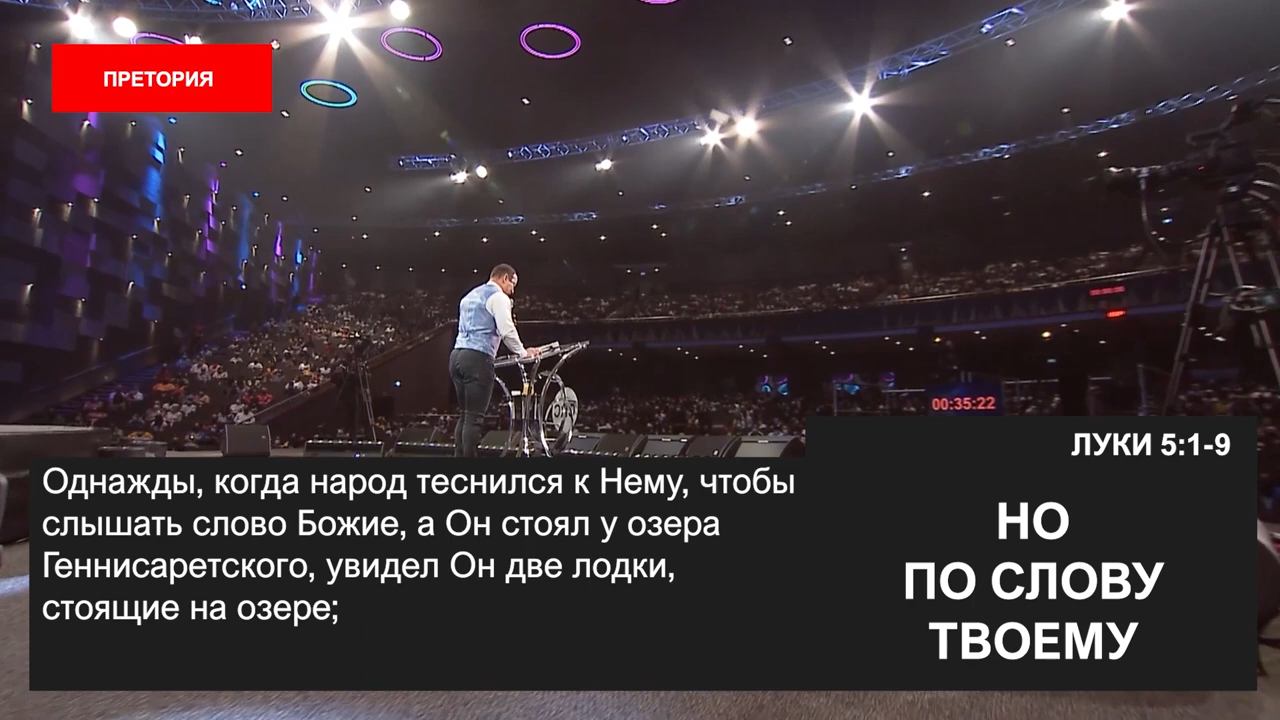 ПРЕТОРИЯ
00:35:22
ЛУКИ 5:1-9
Однажды, когда народ теснился к Нему, чтобы
слышать слово Божие, а Он стоял у озера
Геннисаретского, увидел Он две лодки,
стоящие на озере;
НО
ПО СЛОВУ
ТВОЕМУ